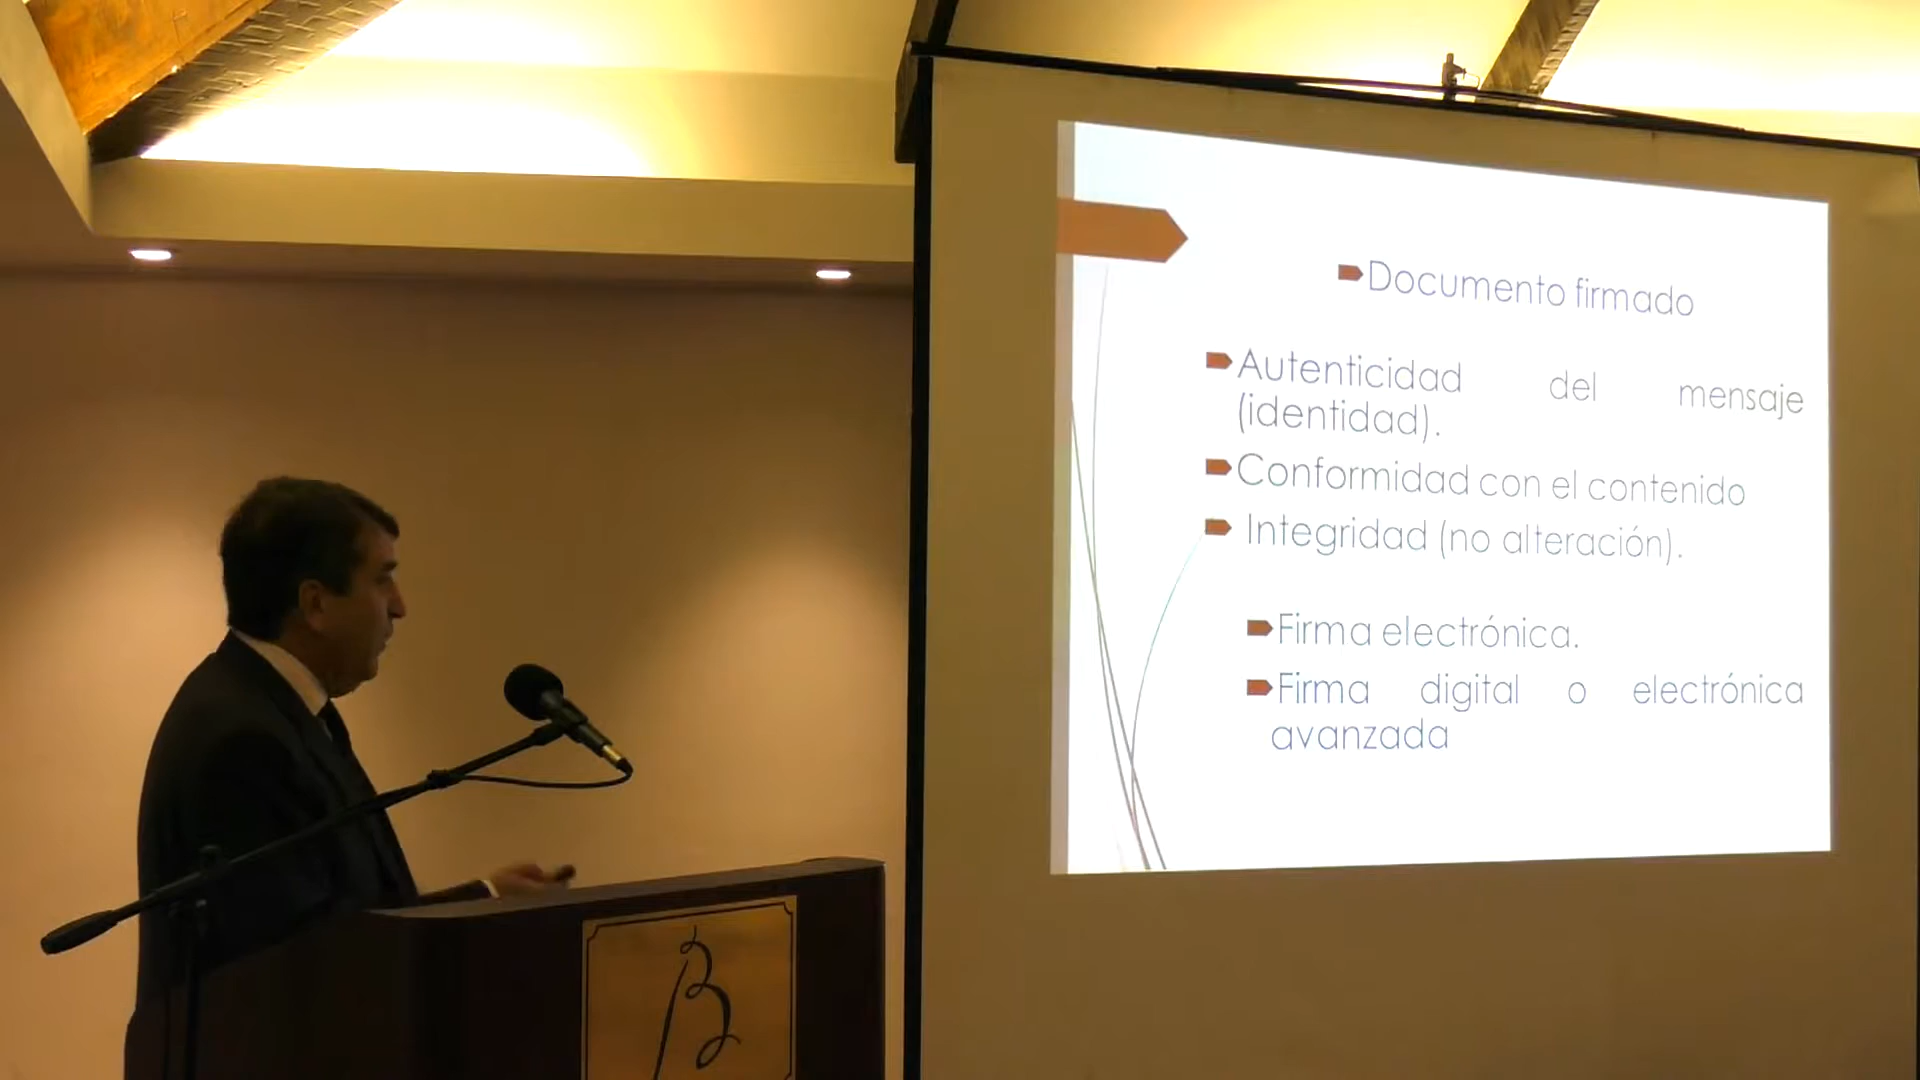 Documento firmado
Autenticidad del mensaje
(identidad).
Conformidad con el contenido
Integridad (no alteración).
Firma electrónica.
Firma digital o electrónica
avanzada
B